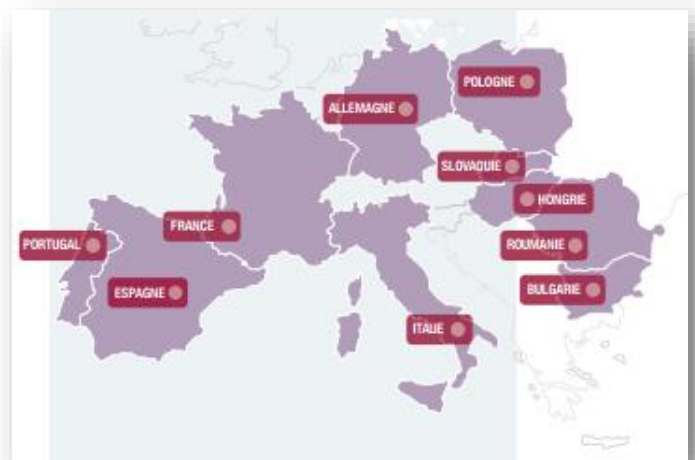 POLOGNE
ALLEMAGNE
SLOVAQUIE
HONGRIE
FRANCE
PORTUGAL
ROUMANIE
ESPAGNE
BULGARIE
ITALIE